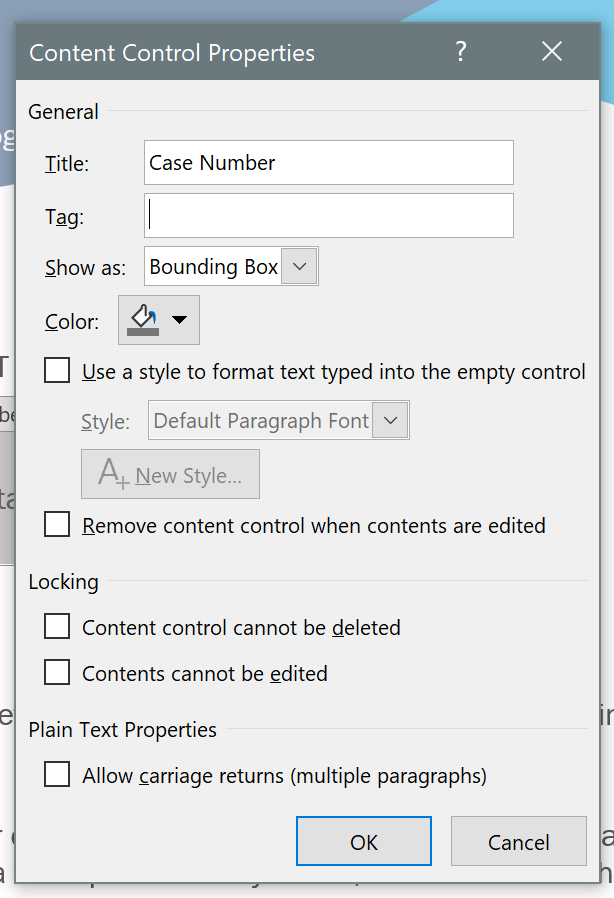 Content Control Properties ? ×
General
Title: Case Number
Tag:
Show as: Bounding Box
Color:
Use a style to format text typed into the empty control
Style: Default Paragraph Font
A+ New Style...
Remove content control when contents are edited
Locking
Content control cannot be deleted
Contents cannot be edited
Plain Text Properties
Allow carriage returns (multiple paragraphs)
OK Cancel